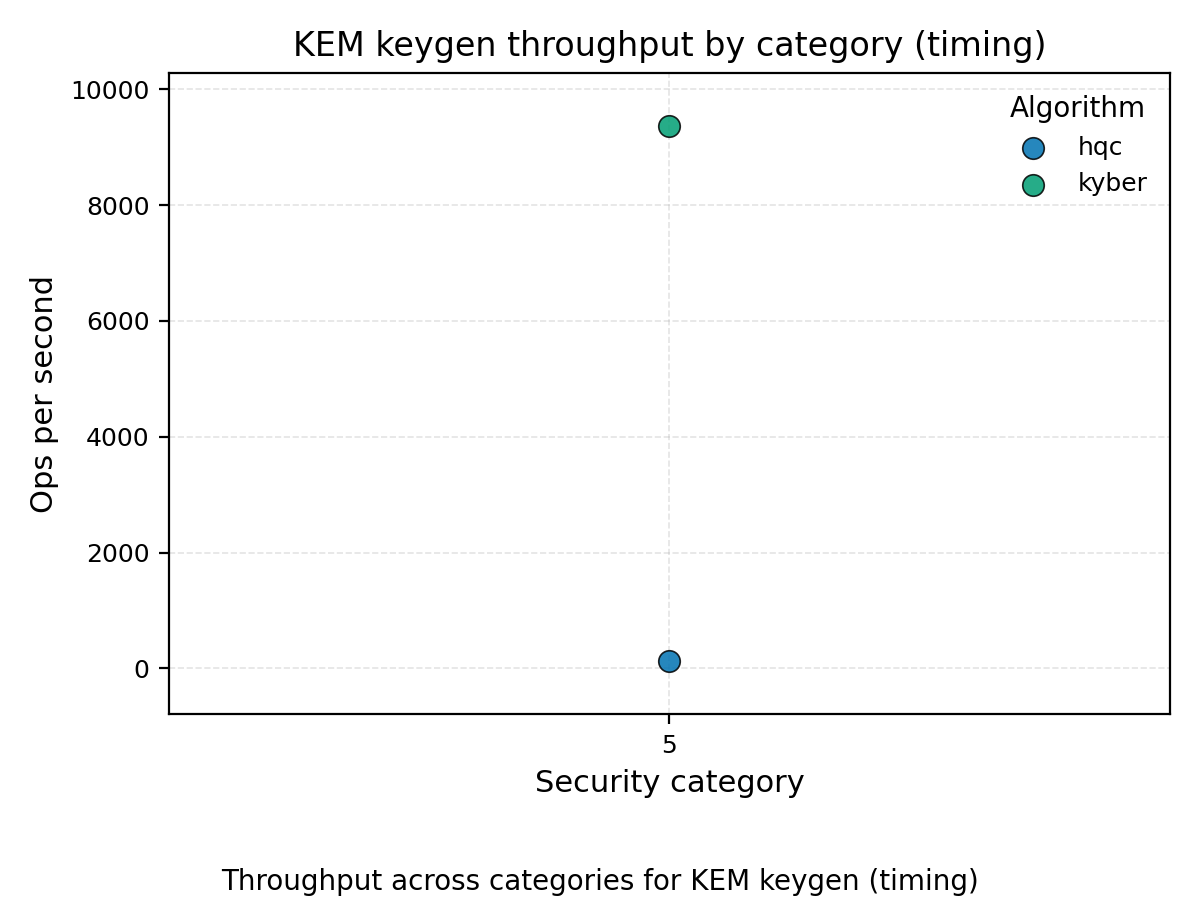 KEM keygen throughput by category (timing)
10000
8000
6000
4000
2000
0
Ops per second
Algorithm
hqc
kyber
5
Security category
Throughput across categories for KEM keygen (timing)